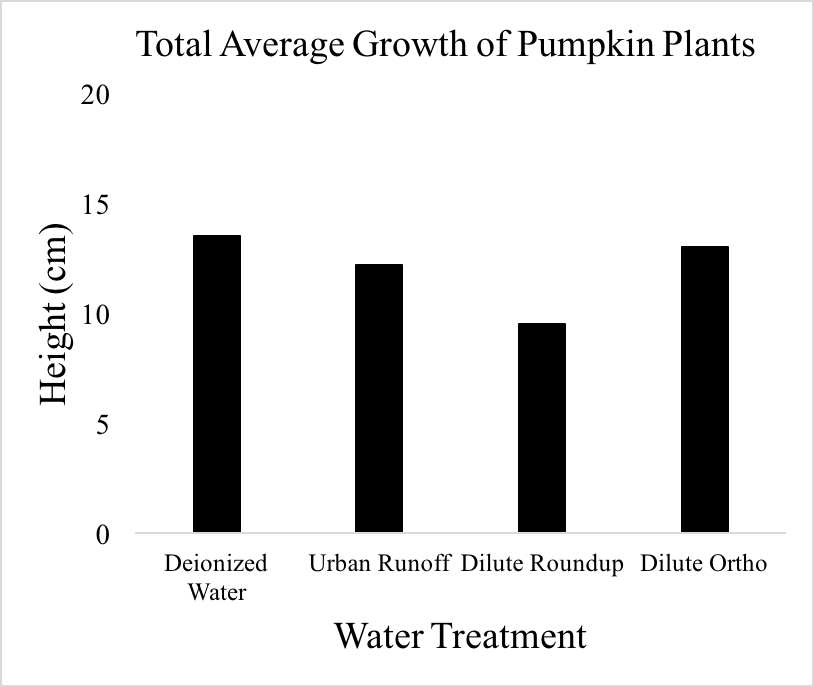 Total Average Growth of Pumpkin Plants
20
15
10
5
0
Height (cm)
Deionized
Water
Urban Runoff
Dilute Roundup
Dilute Ortho
Water Treatment